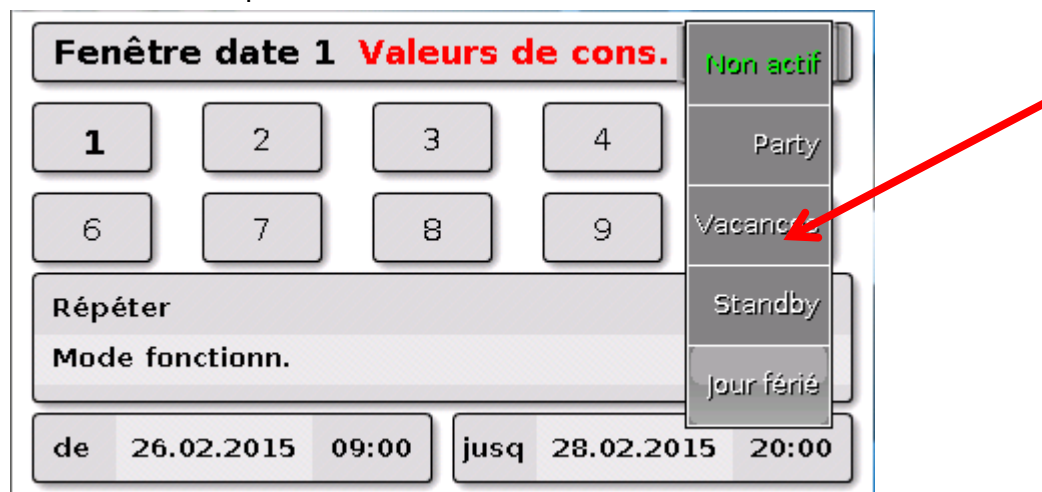 Fenêtre date 1 Valeurs de cons.
Non actif
1 2 3 4
Party
6 7 8 9
Vacances
Répéter
Standby
Mode fonctionn.
Jour férié
de 26.02.2015 09:00 jusq 28.02.2015 20:00